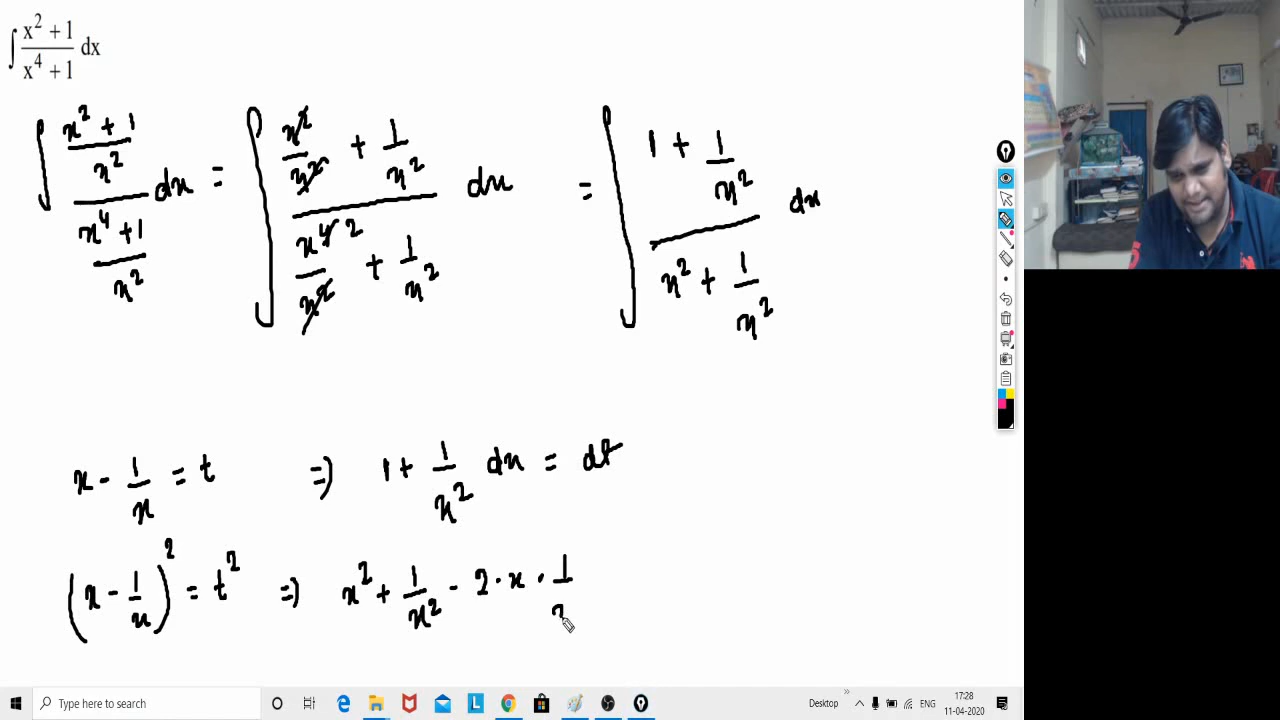 ∫ (x² + 1)/(x⁴ + 1) dx
∫ ((x² + 1)/x²)/((x⁴ + 1)/x²) dx = ∫ (x²/x² + 1/x²)/(x⁴/x² + 1/x²) dx = ∫ (1 + 1/x²)/(x² + 1/x²) dx
x - 1/x = t ⇒ 1 + 1/x² dx = dt
(x - 1/x)² = t² ⇒ x² + 1/x² - 2 · x · 1/
Type here to search
Desktop
ENG
17:28
11-04-2020